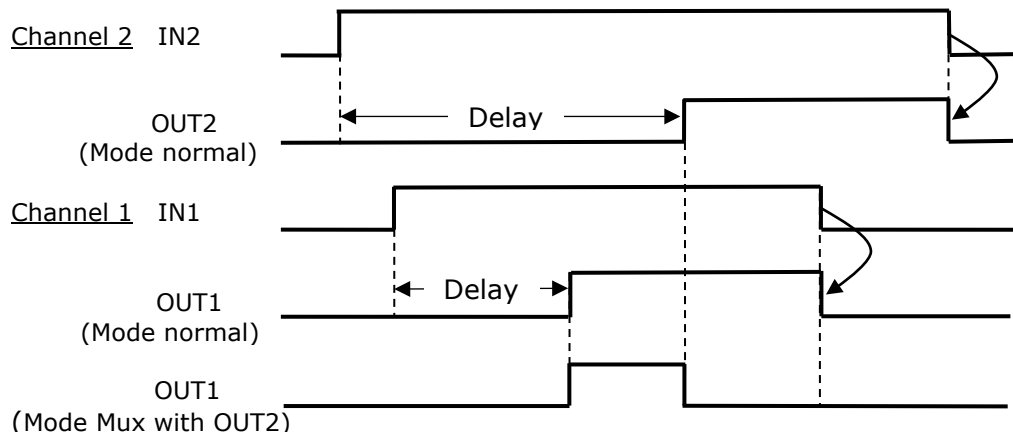 Channel 2 IN2
OUT2
Delay
(Mode normal)
Channel 1 IN1
OUT1
Delay
(Mode normal)
OUT1
(Mode Mux with OUT2)